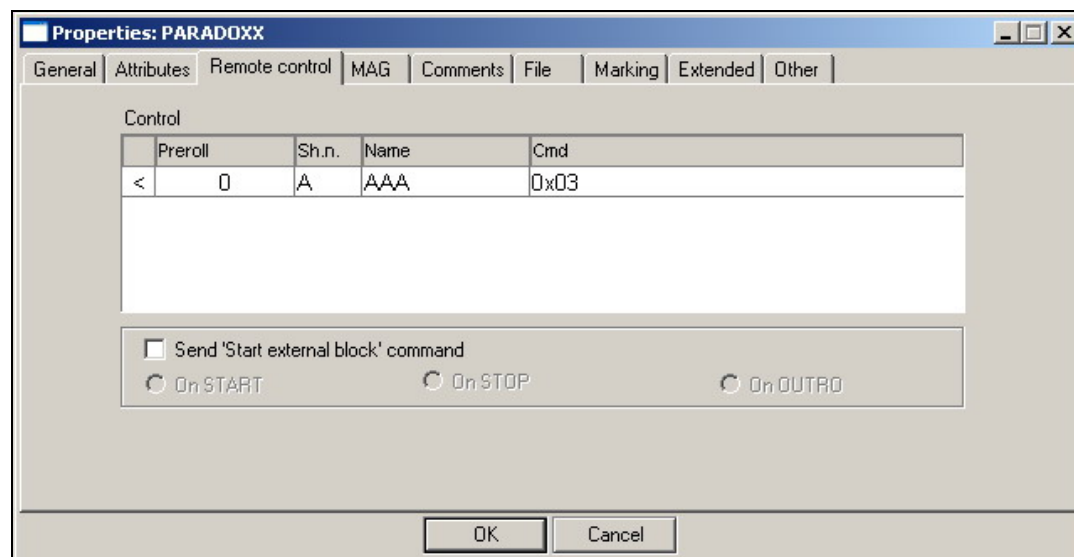 Properties: PARADOXX
General Attributes Remote control MAG Comments File Marking Extended Other
Control
Preroll Sh.n. Name Cmd
< 0 A AAA 0x03
Send 'Start external block' command
On START On STOP On OUTRO
OK Cancel